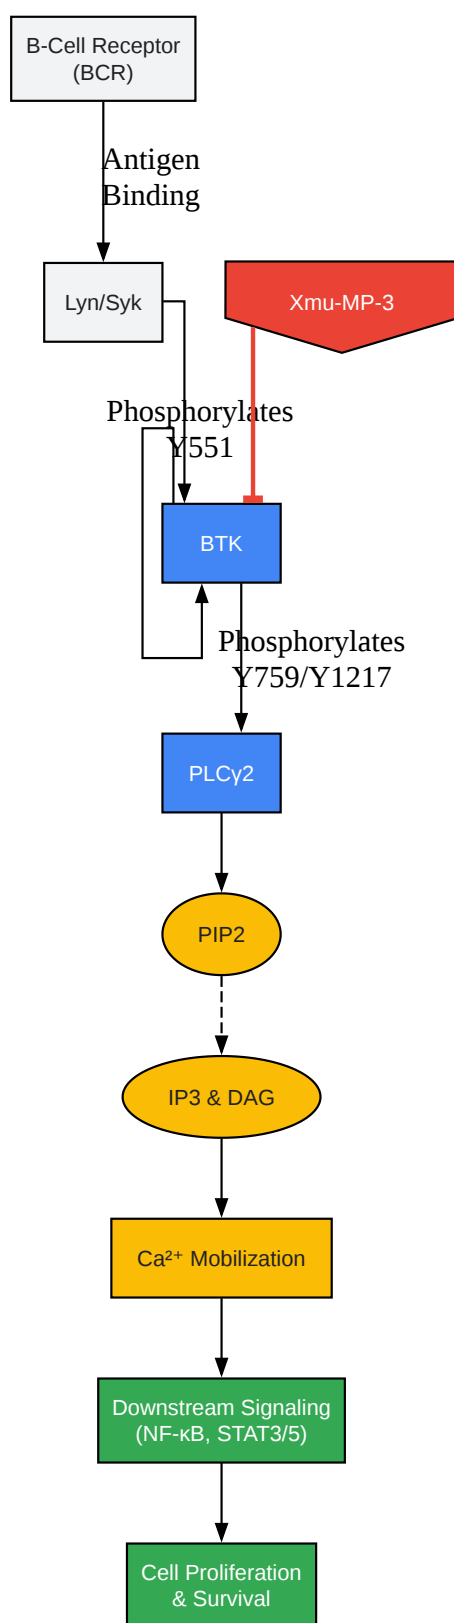 B-Cell Receptor
(BCR)
Antigen
Binding
Lyn/Syk
Xmu-MP-3
Phosphorylates
Y551
BTK
Phosphorylates
Y759/Y1217
PLCγ2
PIP2
IP3 & DAG
Ca²⁺ Mobilization
Downstream Signaling
(NF-κB, STAT3/5)
Cell Proliferation
& Survival